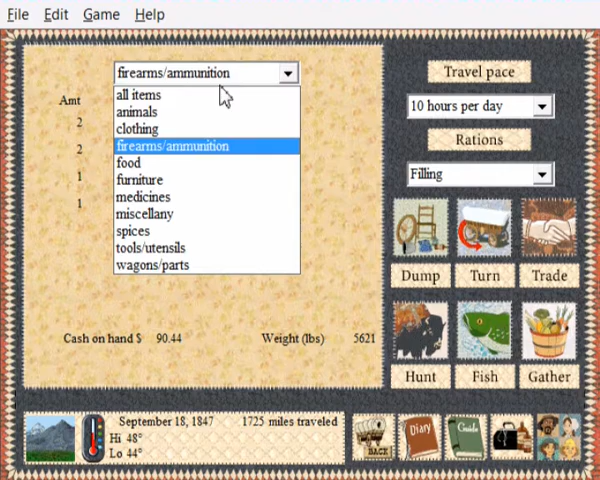 File Edit Game Help
firearms/ammunition
Amt
2
2
1
1
all items
animals
clothing
firearms/ammunition
food
furniture
medicines
miscellany
spices
tools/utensils
wagons/parts
Cash on hand $ 90.44 Weight (lbs) 5621
Travel pace
10 hours per day
Rations
Filling
Dump Turn Trade
Hunt Fish Gather
September 18, 1847 1725 miles traveled
Hi 48°
Lo 44°
BACK Diary Guide